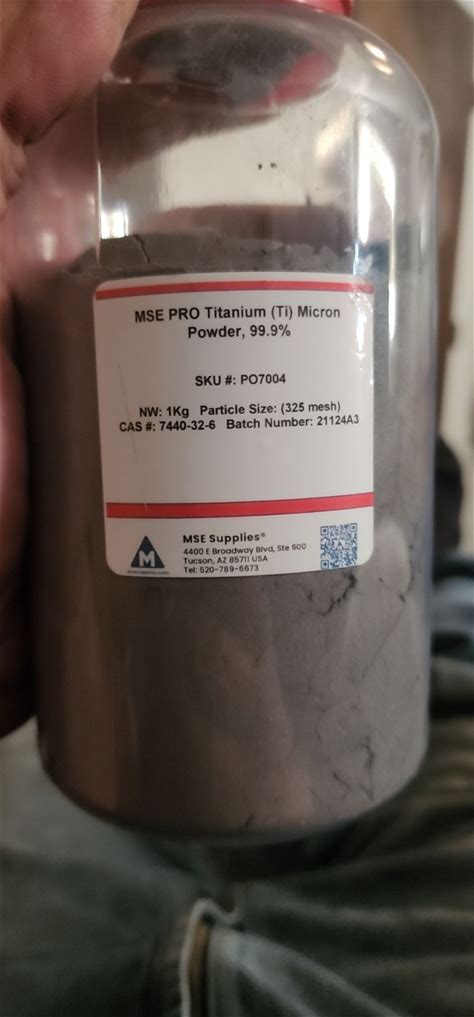 MSE PRO Titanium (Ti) Micron
Powder, 99.9%
SKU #: PO7004
NW: 1Kg Particle Size: (325 mesh)
CAS #: 7440-32-6 Batch Number: 21124A3
M
MSE Supplies®
4400 E Broadway Blvd, Ste 600
Tucson, AZ 85711 USA
Tel: 520-789-6673